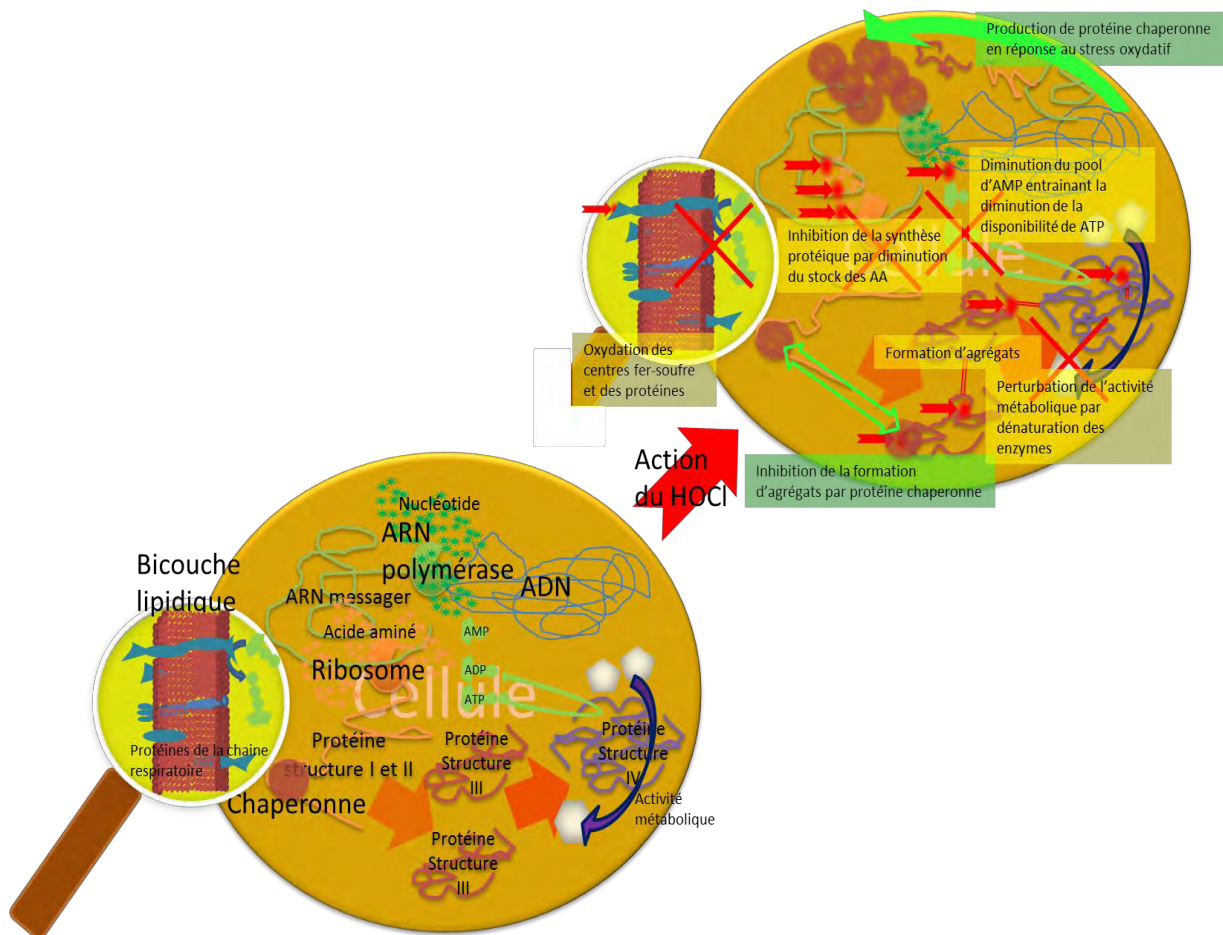 Production de protéine chaperonne
en réponse au stress oxydatif
Diminution du pool
d'AMP entrainant la
diminution de la
disponibilité de ATP
Inhibition de la synthèse
protéique par diminution
du stock des AA
Oxydation des
centres fer-soufre
et des protéines
Formation d'agrégats
Perturbation de l'activité
métabolique par
dénaturation des
enzymes
Inhibition de la formation
d'agrégats par protéine chaperonne
Action
du HOCl
Nucléotide
ARN
polymérase
ADN
ARN messager
Bicouche
lipidique
Acide aminé
AMP
Ribosome
ADP
ATP
Cellule
Protéines de la chaine
respiratoire
Protéine
structure I et II
Chaperonne
Protéine
Structure
III
Protéine
Structure
IV
Activité
métabolique
Protéine
Structure
III